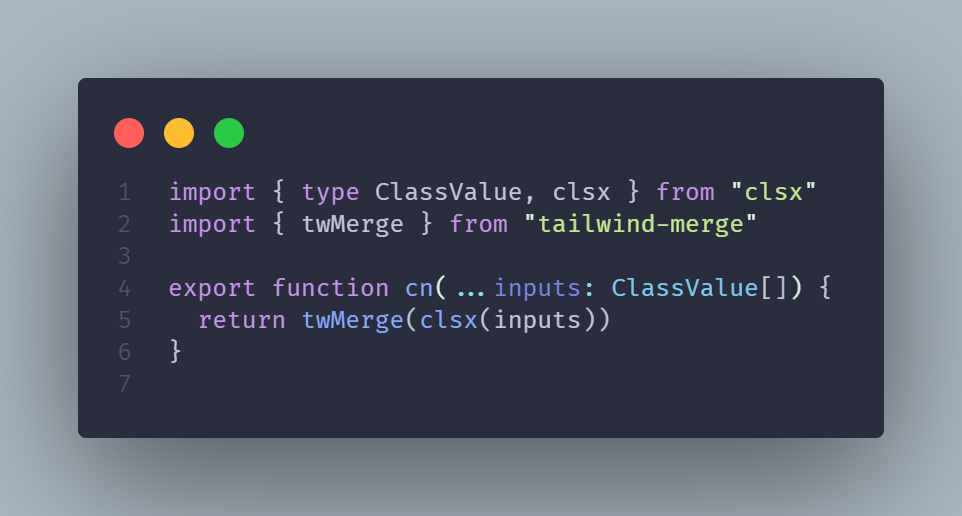 1 import { type ClassValue, clsx } from "clsx"
2 import { twMerge } from "tailwind-merge"
3
4 export function cn(...inputs: ClassValue[]) {
5   return twMerge(clsx(inputs))
6 }
7